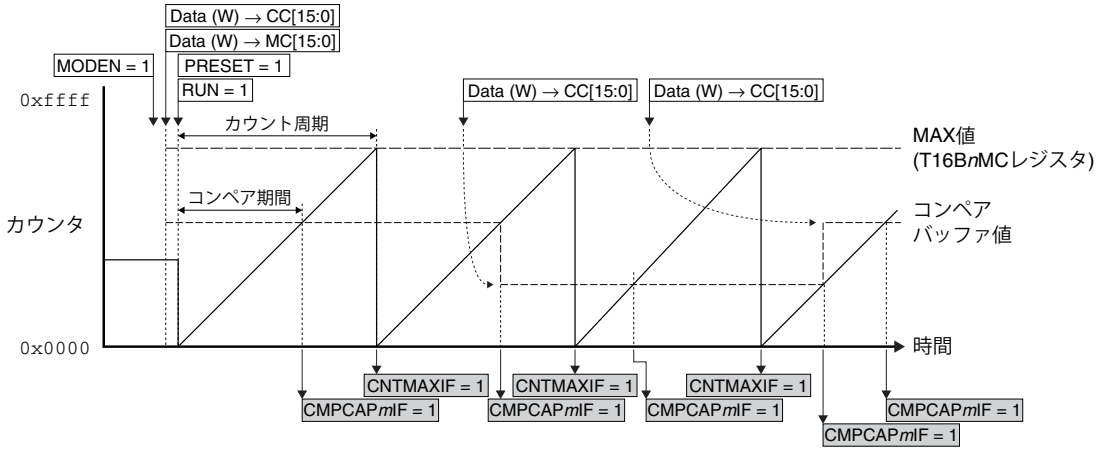 Data (W) → CC[15:0]
Data (W) → MC[15:0]
MODEN = 1
PRESET = 1
RUN = 1
Data (W) → CC[15:0]
Data (W) → CC[15:0]
0xffff
カウント周期
MAX値
(T16BnMCレジスタ)
コンペア期間
カウンタ
コンペア
バッファ値
0x0000
時間
CNTMAXIF = 1
CNTMAXIF = 1
CNTMAXIF = 1
CMPCAPmIF = 1
CMPCAPmIF = 1
CMPCAPmIF = 1
CMPCAPmIF = 1
CMPCAPmIF = 1